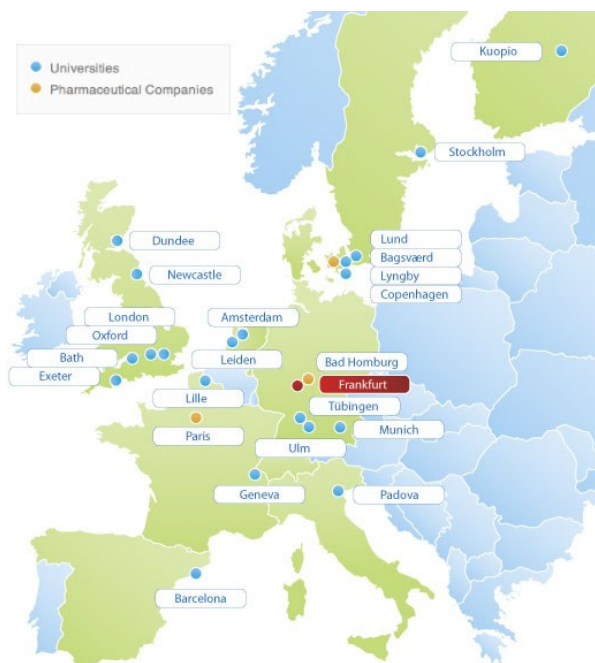 Universities
Pharmaceutical Companies
Kuopio
Stockholm
Dundee
Newcastle
Lund
Bagsværd
Lyngby
Copenhagen
London
Oxford
Bath
Exeter
Amsterdam
Leiden
Bad Homburg
Frankfurt
Lille
Paris
Tübingen
Ulm
Munich
Geneva
Padova
Barcelona